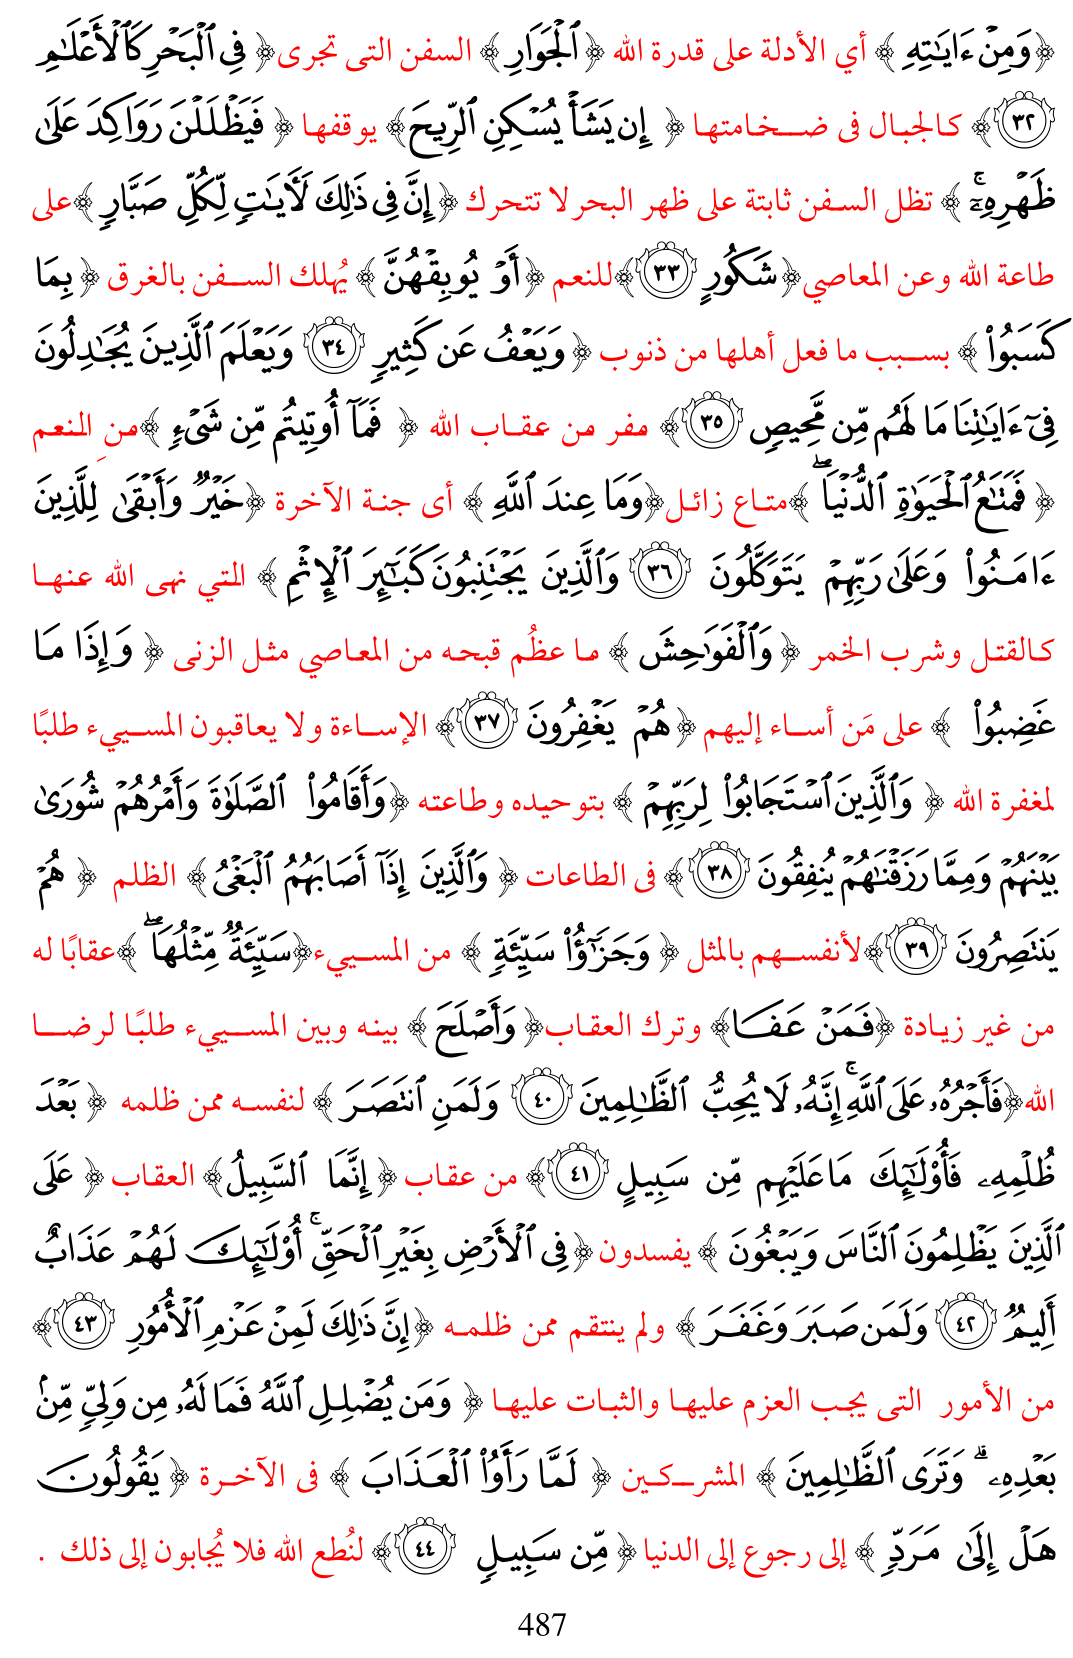 ﴿وَمِنْ ءَايَـٰتِهِ ﴾ أي الأدلة على قدرة الله ﴿ ٱلْجَوَارِ ﴾ السفن التى تجرى﴿ فِى ٱلْبَحْرِ كَٱلْأَعْلَـٰمِ
٣٢﴾ كالجبال فى ضخامتها ﴿ إِن يَشَأْ يُسْكِنِ ٱلرِّيحَ﴾ يوقفها ﴿ فَيَظْلَلْنَ رَوَاكِدَ عَلَىٰ
ظَهْرِهِۦٓ ۚ ﴾ تظل السفن ثابتة على ظهر البحر لا تتحرك ﴿إِنَّ فِى ذَٰلِكَ لَـَٔايَـٰتٍ لِّكُلِّ صَبَّارٍ ﴾على
طاعة الله وعن المعاصي﴿شَكُورٍ ٣٣﴾للنعم ﴿أَوْ يُوبِقْهُنَّ ﴾ يُهلك السفن بالغرق ﴿بِمَا
كَسَبُوا۟ ﴾ بسبب ما فعل أهلها من ذنوب ﴿وَيَعْفُ عَن كَثِيرٍ ٣٤ وَيَعْلَمَ ٱلَّذِينَ يُجَـٰدِلُونَ
فِىٓ ءَايَـٰتِنَا مَا لَهُم مِّن مَّحِيصٍ ٣٥﴾ مفر من عقاب الله ﴿ فَمَآ أُوتِيتُم مِّن شَىْءٍ ﴾من المنعمِ
﴿ فَمَتَـٰعُ ٱلْحَيَوٰةِ ٱلدُّنْيَا ۖ ﴾متاع زائل﴿وَمَا عِندَ ٱللَّهِ ﴾ أى جنة الآخرة ﴿خَيْرٌ وَأَبْقَىٰ لِلَّذِينَ
ءَامَنُوا۟ وَعَلَىٰ رَبِّهِمْ يَتَوَكَّلُونَ ٣٦ وَٱلَّذِينَ يَجْتَنِبُونَ كَبَـٰٓئِرَ ٱلْإِثْمِ ﴾ التي نهى الله عنها
كالقتل وشرب الخمر ﴿ وَٱلْفَوَٰحِشَ ﴾ ما عظُم قبحه من المعاصي مثل الزنى ﴿ وَإِذَا مَا
غَضِبُوا۟ ﴾ على مَن أساء إليهم ﴿هُمْ يَغْفِرُونَ ٣٧﴾ الإساءة ولا يعاقبون المسييء طلبًا
لمغفرة الله ﴿ وَٱلَّذِينَ ٱسْتَجَابُوا۟ لِرَبِّهِمْ ﴾ بتوحيده وطاعته ﴿وَأَقَامُوا۟ ٱلصَّلَوٰةَ وَأَمْرُهُمْ شُورَىٰ
بَيْنَهُمْ وَمِمَّا رَزَقْنَـٰهُمْ يُنفِقُونَ ٣٨﴾ فى الطاعات ﴿ وَٱلَّذِينَ إِذَآ أَصَابَهُمُ ٱلْبَغْىُ﴾ الظلم ﴿ هُمْ
يَنتَصِرُونَ ٣٩﴾لأنفسهم بالمثل ﴿ وَجَزَٰٓؤُا۟ سَيِّئَةٍ ﴾ من المسييء﴿سَيِّئَةٌ مِّثْلُهَا ۖ ﴾عقابًا له
من غير زيادة ﴿فَمَنْ عَفَا﴾ وترك العقاب﴿ وَأَصْلَحَ ﴾ بينه وبين المسييء طلبًا لرضا
الله﴿فَأَجْرُهُۥ عَلَى ٱللَّهِ ۚ إِنَّهُۥ لَا يُحِبُّ ٱلظَّـٰلِمِينَ ٤٠ وَلَمَنِ ٱنتَصَرَ ﴾ لنفسه ممن ظلمه ﴿ بَعْدَ
ظُلْمِهِۦ فَأُو۟لَـٰٓئِكَ مَا عَلَيْهِم مِّن سَبِيلٍ ٤١﴾ من عقاب ﴿ إِنَّمَا ٱلسَّبِيلُ﴾ العقاب ﴿ عَلَى
ٱلَّذِينَ يَظْلِمُونَ ٱلنَّاسَ وَيَبْغُونَ ﴾ يفسدون ﴿فِى ٱلْأَرْضِ بِغَيْرِ ٱلْحَقِّ ۚ أُو۟لَـٰٓئِكَ لَهُمْ عَذَابٌ
أَلِيمٌ ٤٢ وَلَمَن صَبَرَ وَغَفَرَ ﴾ ولم ينتقم ممن ظلمه ﴿إِنَّ ذَٰلِكَ لَمِنْ عَزْمِ ٱلْأُمُورِ ٤٣﴾
من الأمور التى يجب العزم عليها والثبات عليها ﴿ وَمَن يُضْلِلِ ٱللَّهُ فَمَا لَهُۥ مِن وَلِىٍّ مِّنۢ
بَعْدِهِۦ ۗ وَتَرَى ٱلظَّـٰلِمِينَ ﴾ المشركين ﴿ لَمَّا رَأَوُا۟ ٱلْعَذَابَ ﴾ فى الآخرة ﴿ يَقُولُونَ
هَلْ إِلَىٰ مَرَدٍّ ﴾ إلى رجوع إلى الدنيا ﴿ مِّن سَبِيلٍ ٤٤﴾ لنُطع الله فلا يُجابون إلى ذلك .
487